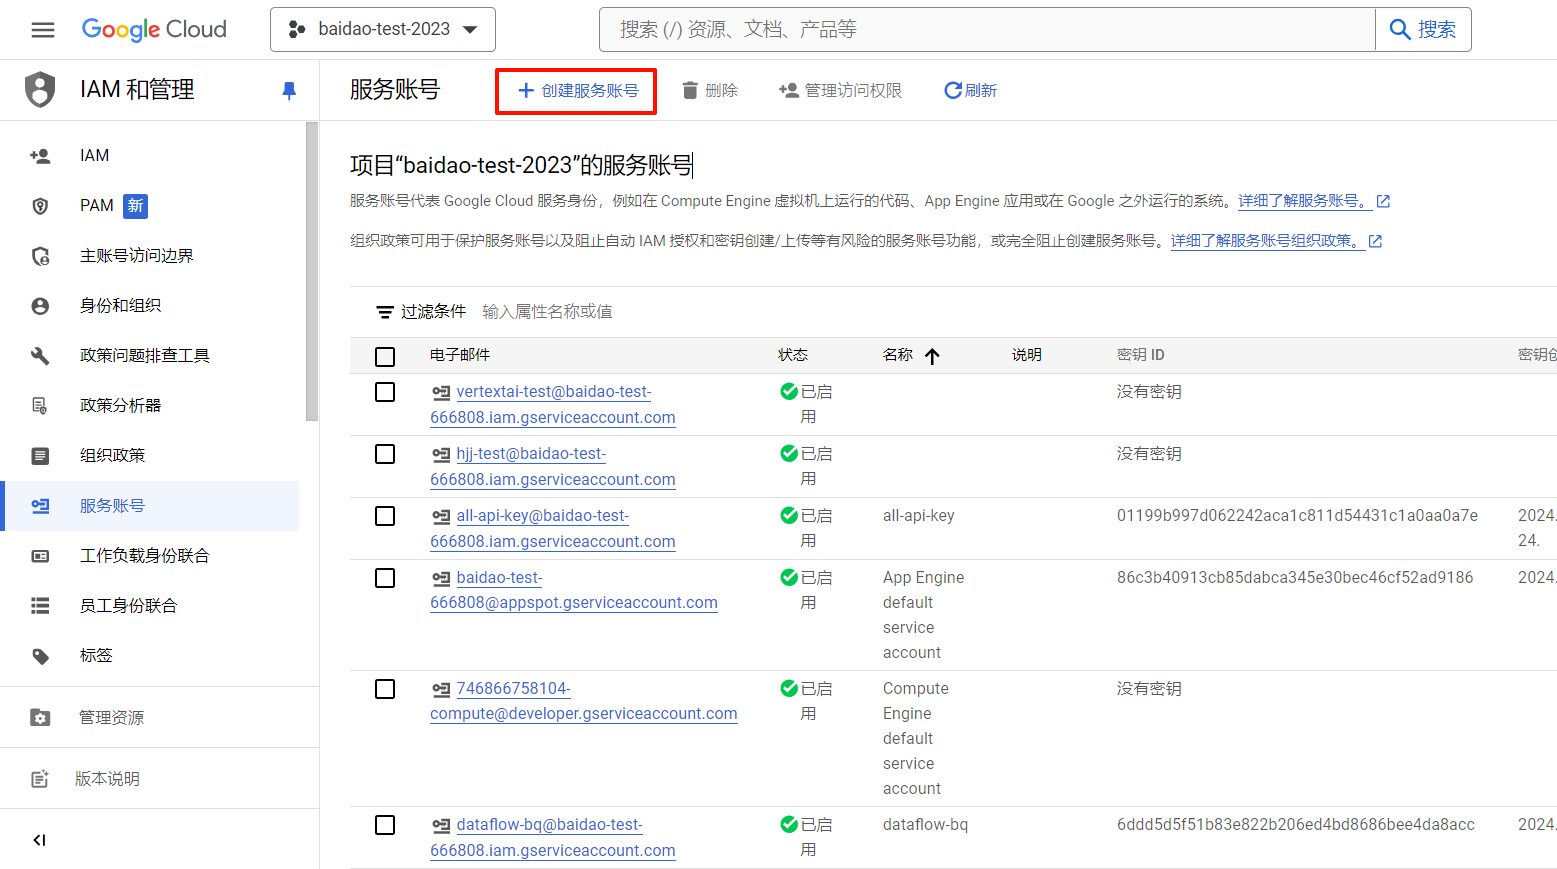 Google Cloud
baidao-test-2023
搜索 (/) 资源、文档、产品等
搜索
IAM 和管理
服务账号
创建服务账号
删除
管理访问权限
刷新
IAM
PAM 新
主账号访问边界
身份和组织
政策问题排查工具
政策分析器
组织政策
服务账号
工作负载身份联合
员工身份联合
标签
管理资源
版本说明
项目“baidao-test-2023”的服务账号
服务账号代表 Google Cloud 服务身份，例如在 Compute Engine 虚拟机上运行的代码、App Engine 应用或在 Google 之外运行的系统。详细了解服务账号。
组织政策可用于保护服务账号以及阻止自动 IAM 授权和密钥创建/上传等有风险的服务账号功能，或完全阻止创建服务账号。详细了解服务账号组织政策。
过滤条件 输入属性名称或值
电子邮件 状态 名称 说明 密钥 ID 密钥创
vertextai-test@baidao-test- 已启 没有密钥
666808.iam.gserviceaccount.com 用
hjj-test@baidao-test- 已启 没有密钥
666808.iam.gserviceaccount.com 用
all-api-key@baidao-test- 已启 all-api-key 01199b997d062242aca1c811d54431c1a0aa0a7e 2024.
666808.iam.gserviceaccount.com 用 24.
baidao-test- 已启 App Engine 86c3b40913cb85dabca345e30bec46cf52ad9186 2024.
666808@appspot.gserviceaccount.com 用 default
service
account
746866758104- 已启 Compute 没有密钥
compute@developer.gserviceaccount.com 用 Engine
default
service
account
dataflow-bq@baidao-test- 已启 dataflow-bq 6ddd5d5f51b83e822b206ed4bd8686bee4da8acc 2024.
666808.iam.gserviceaccount.com 用